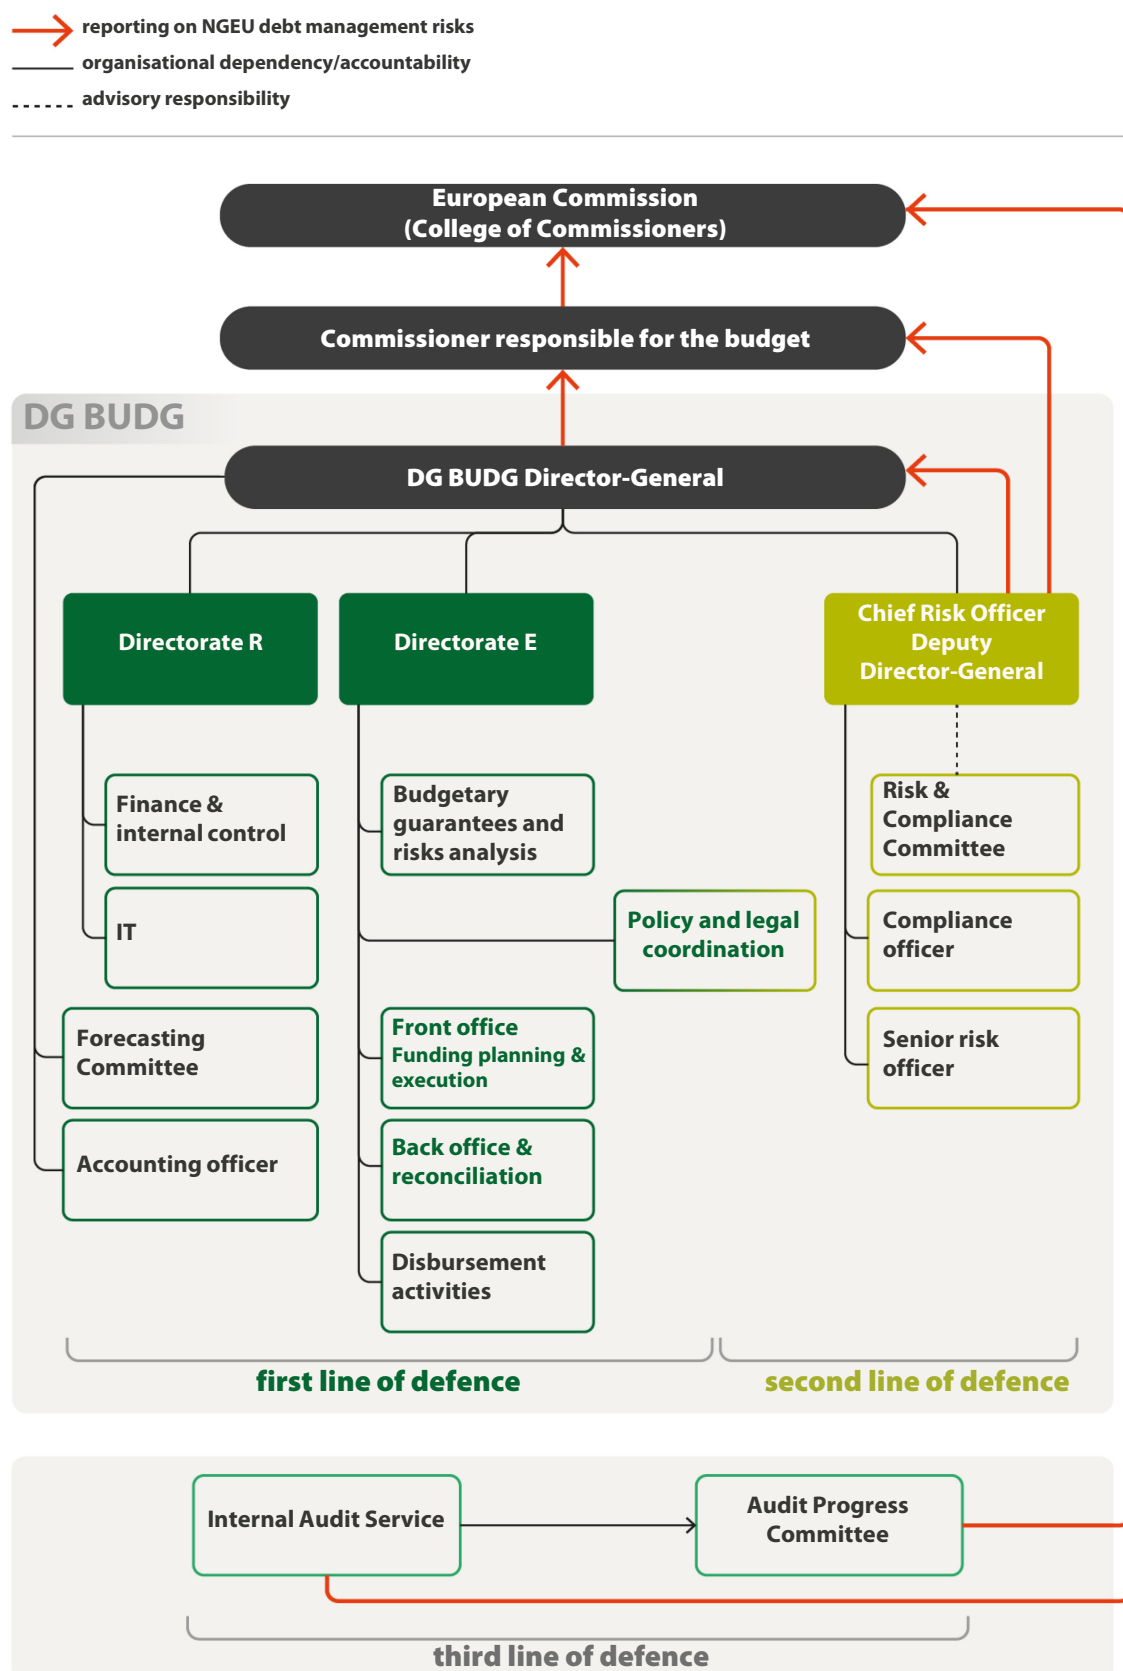 reporting on NGEU debt management risks
organisational dependency/accountability
advisory responsibility
European Commission
(College of Commissioners)
Commissioner responsible for the budget
DG BUDG
DG BUDG Director-General
Directorate R
Directorate E
Chief Risk Officer
Deputy
Director-General
Finance &
internal control
IT
Forecasting
Committee
Accounting officer
Budgetary
guarantees and
risks analysis
Policy and legal
coordination
Front office
Funding planning &
execution
Back office &
reconciliation
Disbursement
activities
Risk &
Compliance
Committee
Compliance
officer
Senior risk
officer
first line of defence
second line of defence
Internal Audit Service
Audit Progress
Committee
third line of defence